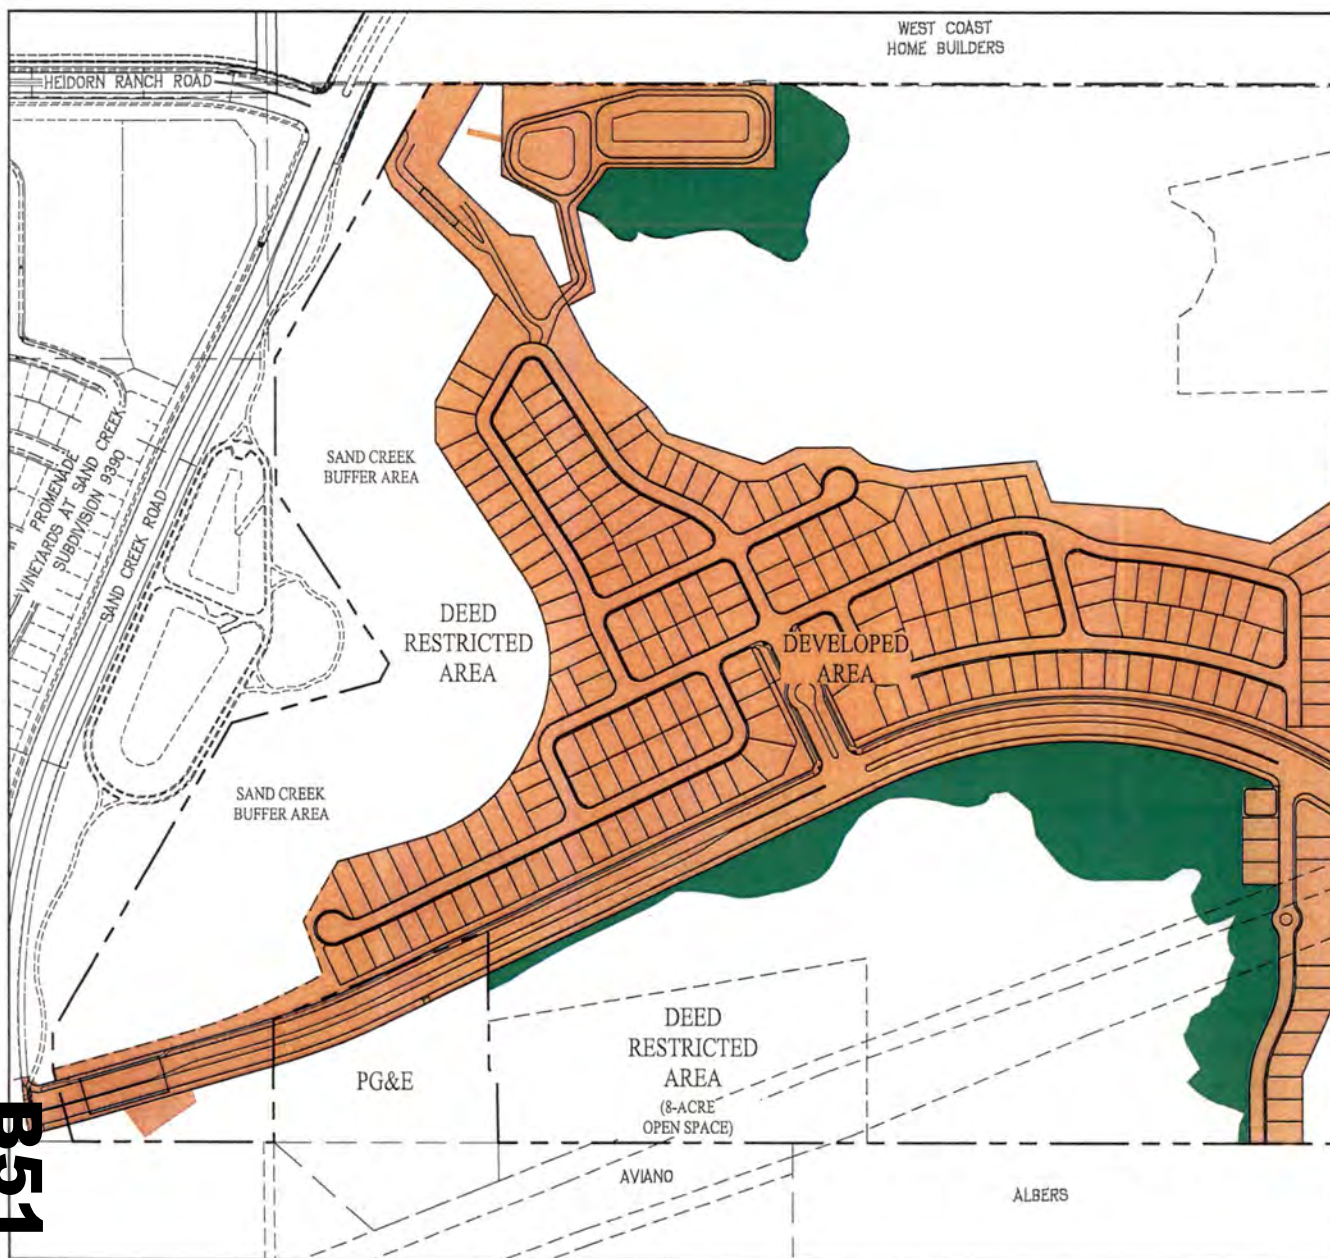 WEST COAST
HOME BUILDERS
HEIDORN RANCH ROAD
PROMENADE
VINEYARDS AT SAND CREEK
SUBDIVISION 9390
SAND CREEK ROAD
SAND CREEK
BUFFER AREA
DEED
RESTRICTED
AREA
DEVELOPED
AREA
SAND CREEK
BUFFER AREA
PG&E
DEED
RESTRICTED
AREA
(8-ACRE
OPEN SPACE)
AVIANO
ALBERS
B51